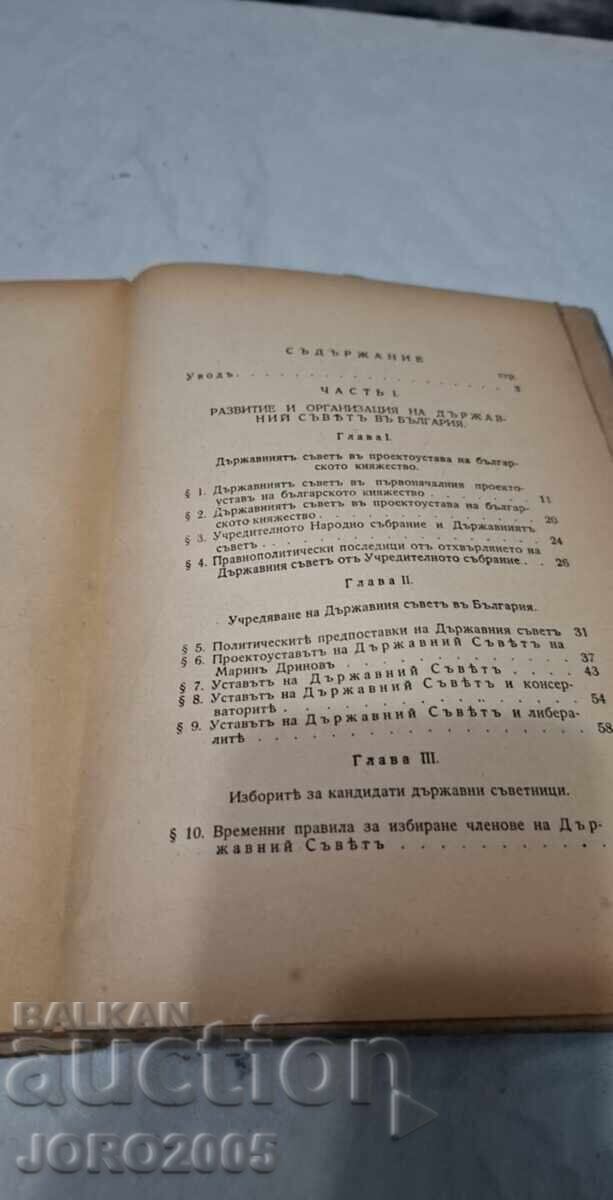 СЪДЪРЖАНИЕ
стр.
Уводъ. . . . . . . . . . . . . . . . . 3
ЧАСТЬ I.
РАЗВИТИЕ И ОРГАНИЗАЦИЯ НА ДЪРЖАВ-
НИЙ СЪВѢТЪ ВЪ БЪЛГАРИЯ.
Глава I.
Държавниятъ съветъ въ проектоустава на българ-
ското княжество.
§ 1. Държавниятъ съветъ въ първоначалния проекто-
уставъ на българското княжество . . . . . . . 11
§ 2. Държавниятъ съветъ въ проектоустава на бълг-
ското княжество. . . . . . . . . . . . . 20
§ 3. Учредителното Народно събрание и Държавниятъ
съветъ . . . . . . . . . . . . . . . . 24
§ 4. Правнополитически последици отъ отхвърлянето на
Държавния съветъ отъ Учредителното събрание . . 26
Глава II.
Учредяване на Държавния съветъ въ България.
§ 5. Политическитѣ предпоставки на Държавния съветъ 31
§ 6. Проектоуставътъ на Държавний Съвѣтъ на
Маринъ Дриновъ . . . . . . . . . . . . 37
§ 7. Уставътъ на Държавний Съвѣтъ . . . . 43
§ 8. Уставътъ на Държавний Съвѣтъ и консер-
ваторитѣ . . . . . . . . . . . . . . . 54
§ 9. Уставътъ на Държавний Съвѣтъ и либера-
литѣ . . . . . . . . . . . . . . . . . 58
Глава III.
Изборитѣ за кандидати държавни съветници.
§ 10. Временни правила за избиране членове на Дър-
жавний Съвѣтъ . . . . . . . . . .
BALKAN
auction
JORO2005